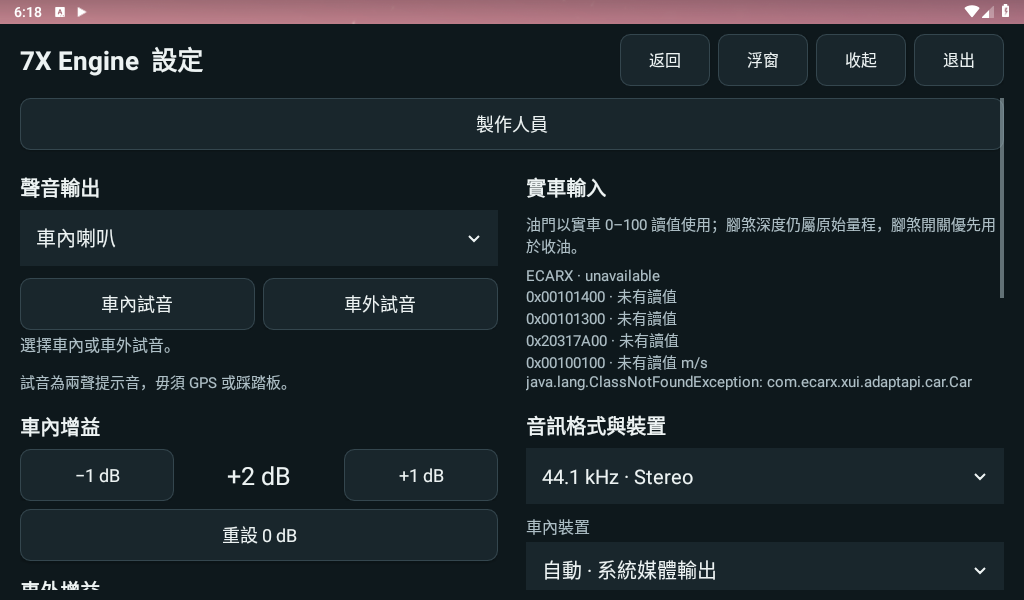 6:18
7X Engine 設定
返回
浮窗
收起
退出
製作人員
聲音輸出
車內喇叭
車內試音
車外試音
選擇車內或車外試音。
試音為兩聲提示音，毋須 GPS 或踩踏板。
車內增益
−1 dB
+2 dB
+1 dB
重設 0 dB
車外增益
實車輸入
油門以實車 0–100 讀值使用；腳煞深度仍屬原始量程，腳煞開關優先用
於收油。
ECARX · unavailable
0x00101400 · 未有讀值
0x00101300 · 未有讀值
0x20317A00 · 未有讀值
0x00100100 · 未有讀值 m/s
java.lang.ClassNotFoundException: com.ecarx.xui.adaptapi.car.Car
音訊格式與裝置
44.1 kHz · Stereo
車內裝置
自動 · 系統媒體輸出